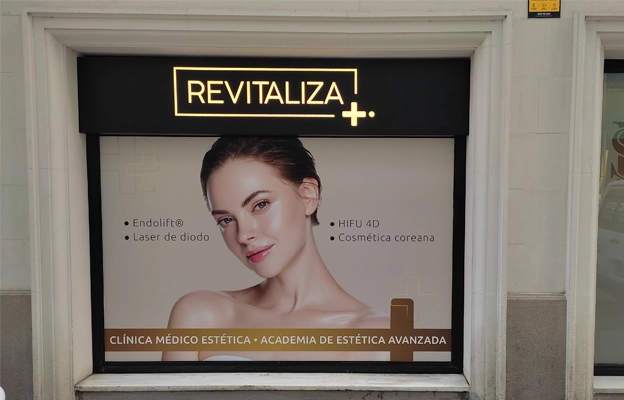 REVITALIZA
• Endolift®
• Laser de diodo
• HIFU 4D
• Cosmética coreana
CLÍNICA MÉDICO ESTÉTICA • ACADEMIA DE ESTÉTICA AVANZADA